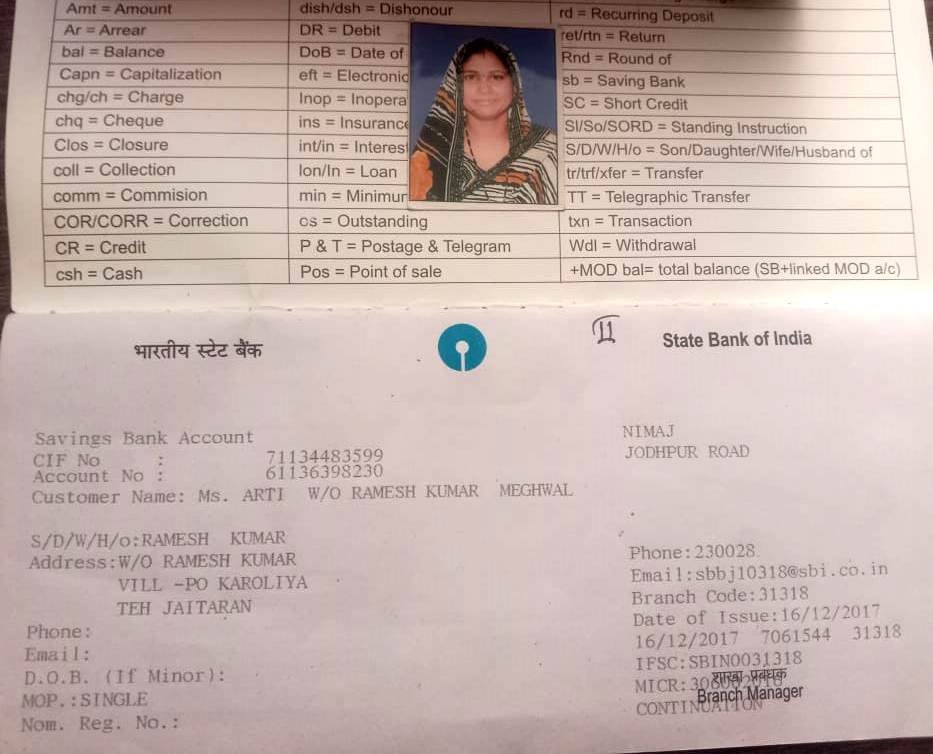 Amt = Amount dish/dsh = Dishonour rd = Recurring Deposit
Ar = Arrear DR = Debit ret/rtn = Return
bal = Balance DoB = Date of Rnd = Round of
Capn = Capitalization eft = sb = Saving Bank
chg/ch = Charge Inop = SC = Short Credit
chq = Cheque ins = SI/So/SORD = Standing Instruction
Clos = Closure int/in = S/D/W/H/o = Son/Daughter/Wife/Husband of
coll = Collection lon/ln = Loan tr/trf/xfer = Transfer
comm = Commision min = TT = Telegraphic Transfer
COR/CORR = Correction os = Outstanding txn = Transaction
CR = Credit P & T = Postage & Telegram Wdl = Withdrawal
csh = Cash Pos = Point of sale +MOD bal= total balance (SB+linked MOD a/c)
भारतीय स्टेट बैंक 11 State Bank of India
Savings Bank Account
CIF No : 71134483599
Account No : 61136398230
Customer Name: Ms. ARTI W/O RAMESH KUMAR MEGHWAL
S/D/W/H/o:RAMESH KUMAR
Address:W/O RAMESH KUMAR
VILL -PO KAROLIYA
TEH JAITARAN
Phone:
Email:
D.O.B. (If Minor):
MOP.:SINGLE
Nom. Reg. No.:
NIMAJ
JODHPUR ROAD
Phone:230028
Email:sbbj10318@sbi.co.in
Branch Code:31318
Date of Issue:16/12/2017
16/12/2017 7061544 31318
IFSC:SBIN0031318
शाखा प्रबंधक
MICR:
Branch Manager
CONTINUATION